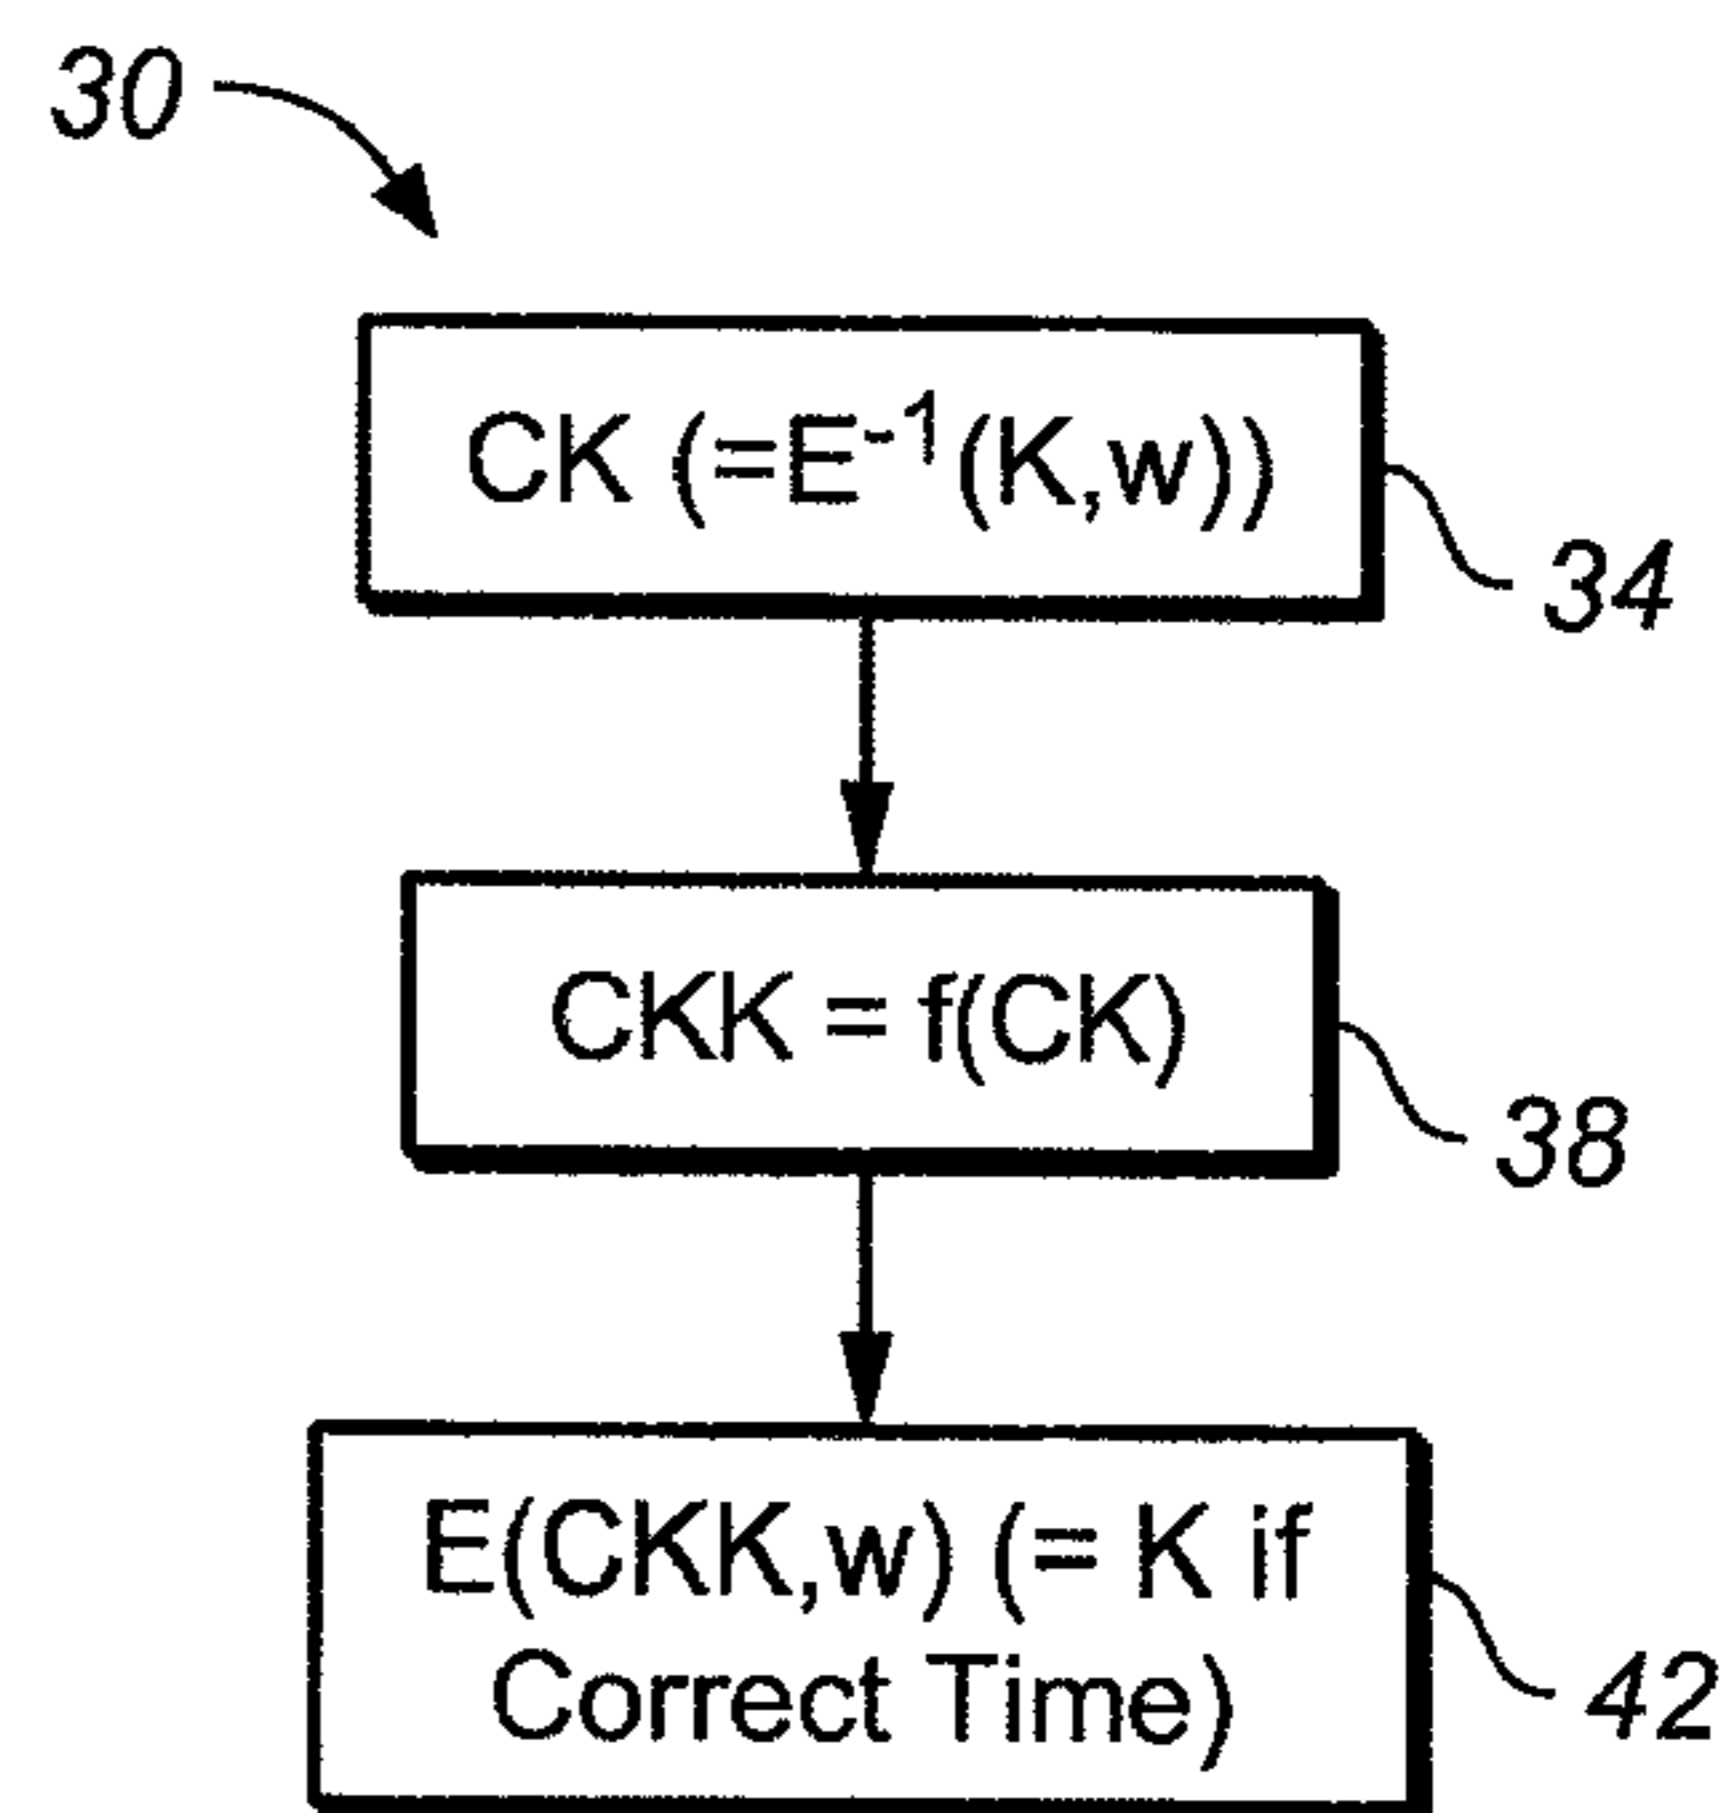 30
CK (=E⁻¹(K,w))
34
CKK = f(CK)
38
E(CKK,w) (= K if
Correct Time)
42